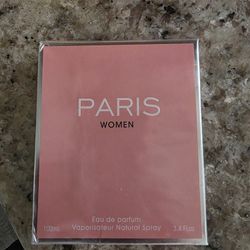 PARIS
WOMEN
Eau de parfum
100ml Vaporisateur Natural Spray 3.4 Fl.oz